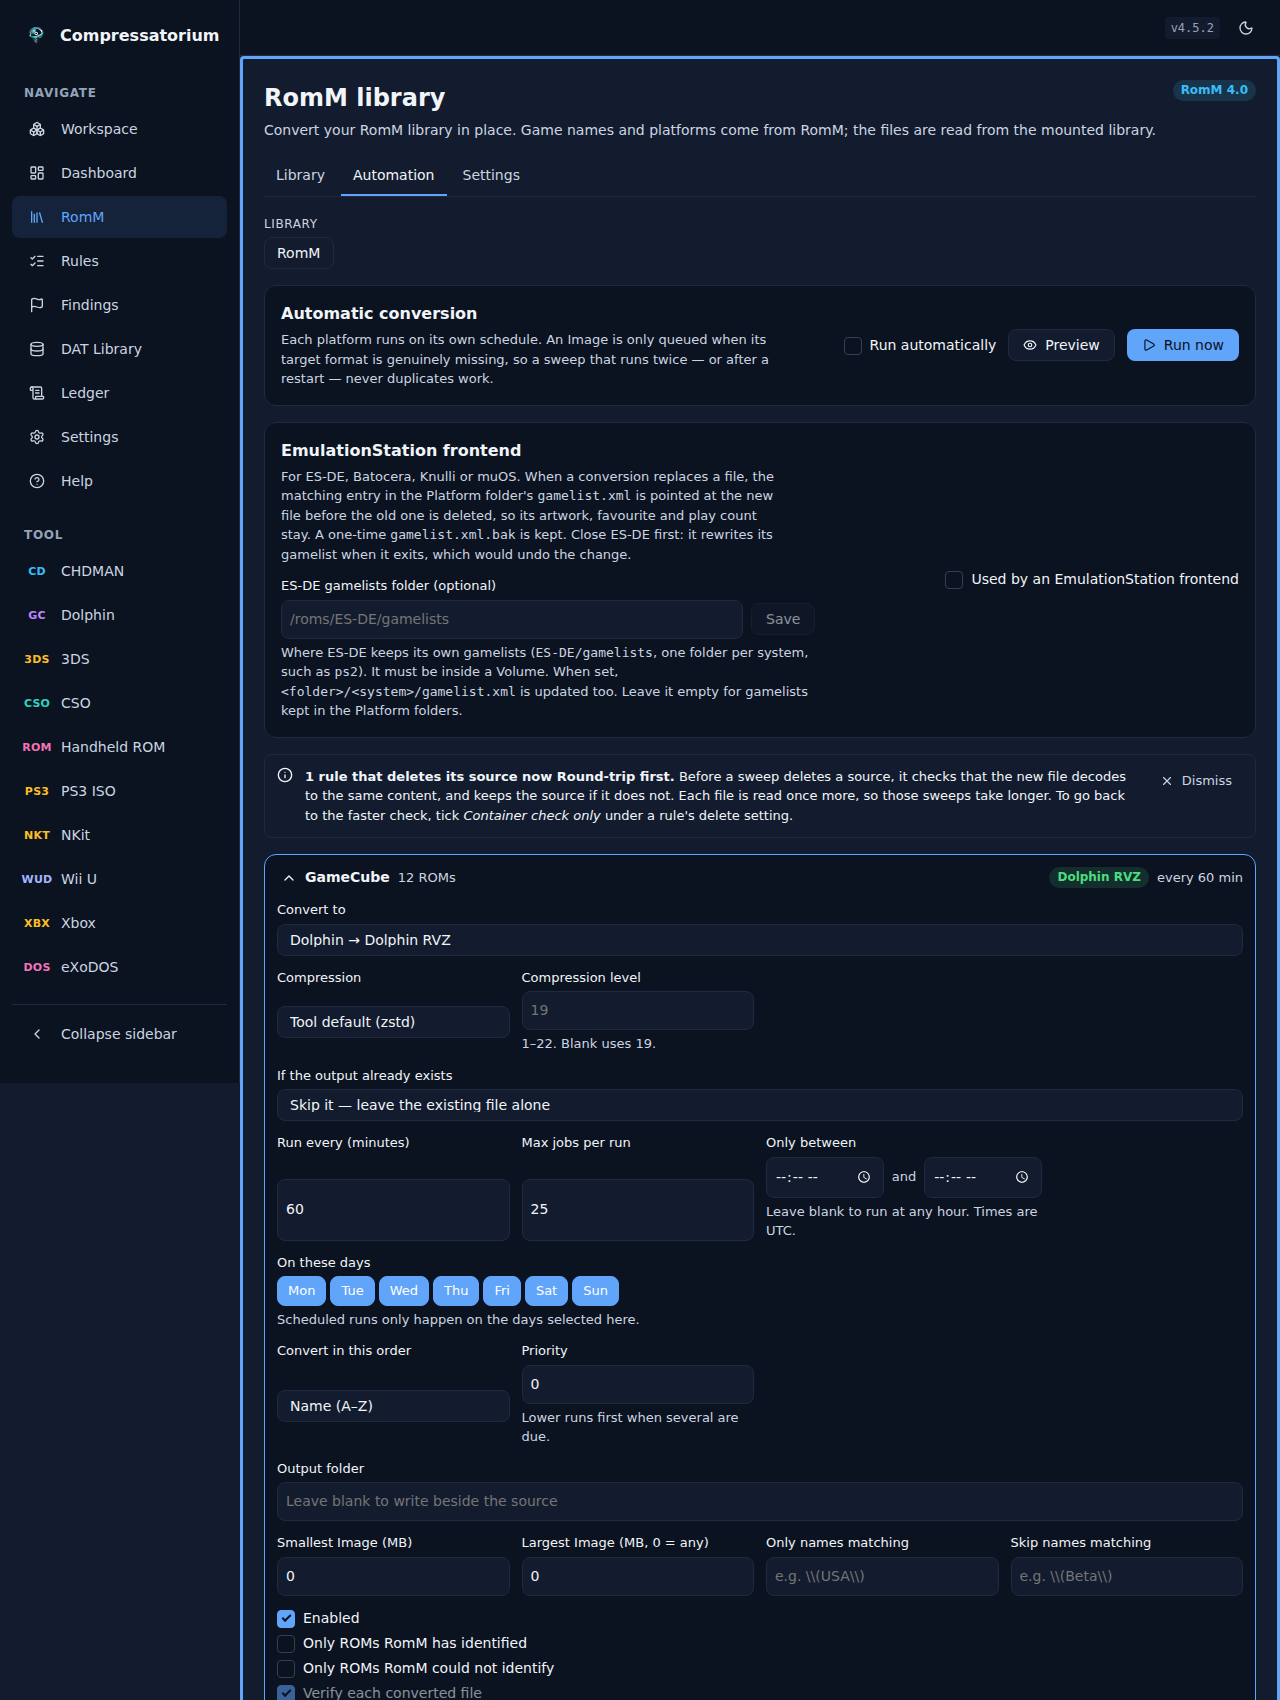 Compressatorium
v4.5.2
NAVIGATE
Workspace
Dashboard
RomM
Rules
Findings
DAT Library
Ledger
Settings
Help
TOOL
CD CHDMAN
GC Dolphin
3DS 3DS
CSO CSO
ROM Handheld ROM
PS3 PS3 ISO
NKT NKit
WUD Wii U
XBX Xbox
DOS eXoDOS
Collapse sidebar
RomM library
RomM 4.0
Convert your RomM library in place. Game names and platforms come from RomM; the files are read from the mounted library.
Library Automation Settings
LIBRARY
RomM
Automatic conversion
Each platform runs on its own schedule. An Image is only queued when its
target format is genuinely missing, so a sweep that runs twice — or after a
restart — never duplicates work.
Run automatically Preview Run now
EmulationStation frontend
For ES-DE, Batocera, Knulli or muOS. When a conversion replaces a file, the
matching entry in the Platform folder's gamelist.xml is pointed at the new
file before the old one is deleted, so its artwork, favourite and play count
stay. A one-time gamelist.xml.bak is kept. Close ES-DE first: it rewrites its
gamelist when it exits, which would undo the change.
ES-DE gamelists folder (optional)
/roms/ES-DE/gamelists Save
Where ES-DE keeps its own gamelists (ES-DE/gamelists, one folder per system,
such as ps2). It must be inside a Volume. When set,
<folder>/<system>/gamelist.xml is updated too. Leave it empty for gamelists
kept in the Platform folders.
Used by an EmulationStation frontend
1 rule that deletes its source now Round-trip first. Before a sweep deletes a source, it checks that the new file decodes
to the same content, and keeps the source if it does not. Each file is read once more, so those sweeps take longer. To go back
to the faster check, tick Container check only under a rule's delete setting.
Dismiss
GameCube 12 ROMs
Dolphin RVZ every 60 min
Convert to
Dolphin → Dolphin RVZ
Compression Compression level
Tool default (zstd) 19
1–22. Blank uses 19.
If the output already exists
Skip it — leave the existing file alone
Run every (minutes) Max jobs per run Only between
60 25 --:-- -- and --:-- --
Leave blank to run at any hour. Times are
UTC.
On these days
Mon Tue Wed Thu Fri Sat Sun
Scheduled runs only happen on the days selected here.
Convert in this order Priority
Name (A–Z) 0
Lower runs first when several are
due.
Output folder
Leave blank to write beside the source
Smallest Image (MB) Largest Image (MB, 0 = any) Only names matching Skip names matching
0 0 e.g. \\(USA\\) e.g. \\(Beta\\)
Enabled
Only ROMs RomM has identified
Only ROMs RomM could not identify
Verify each converted file